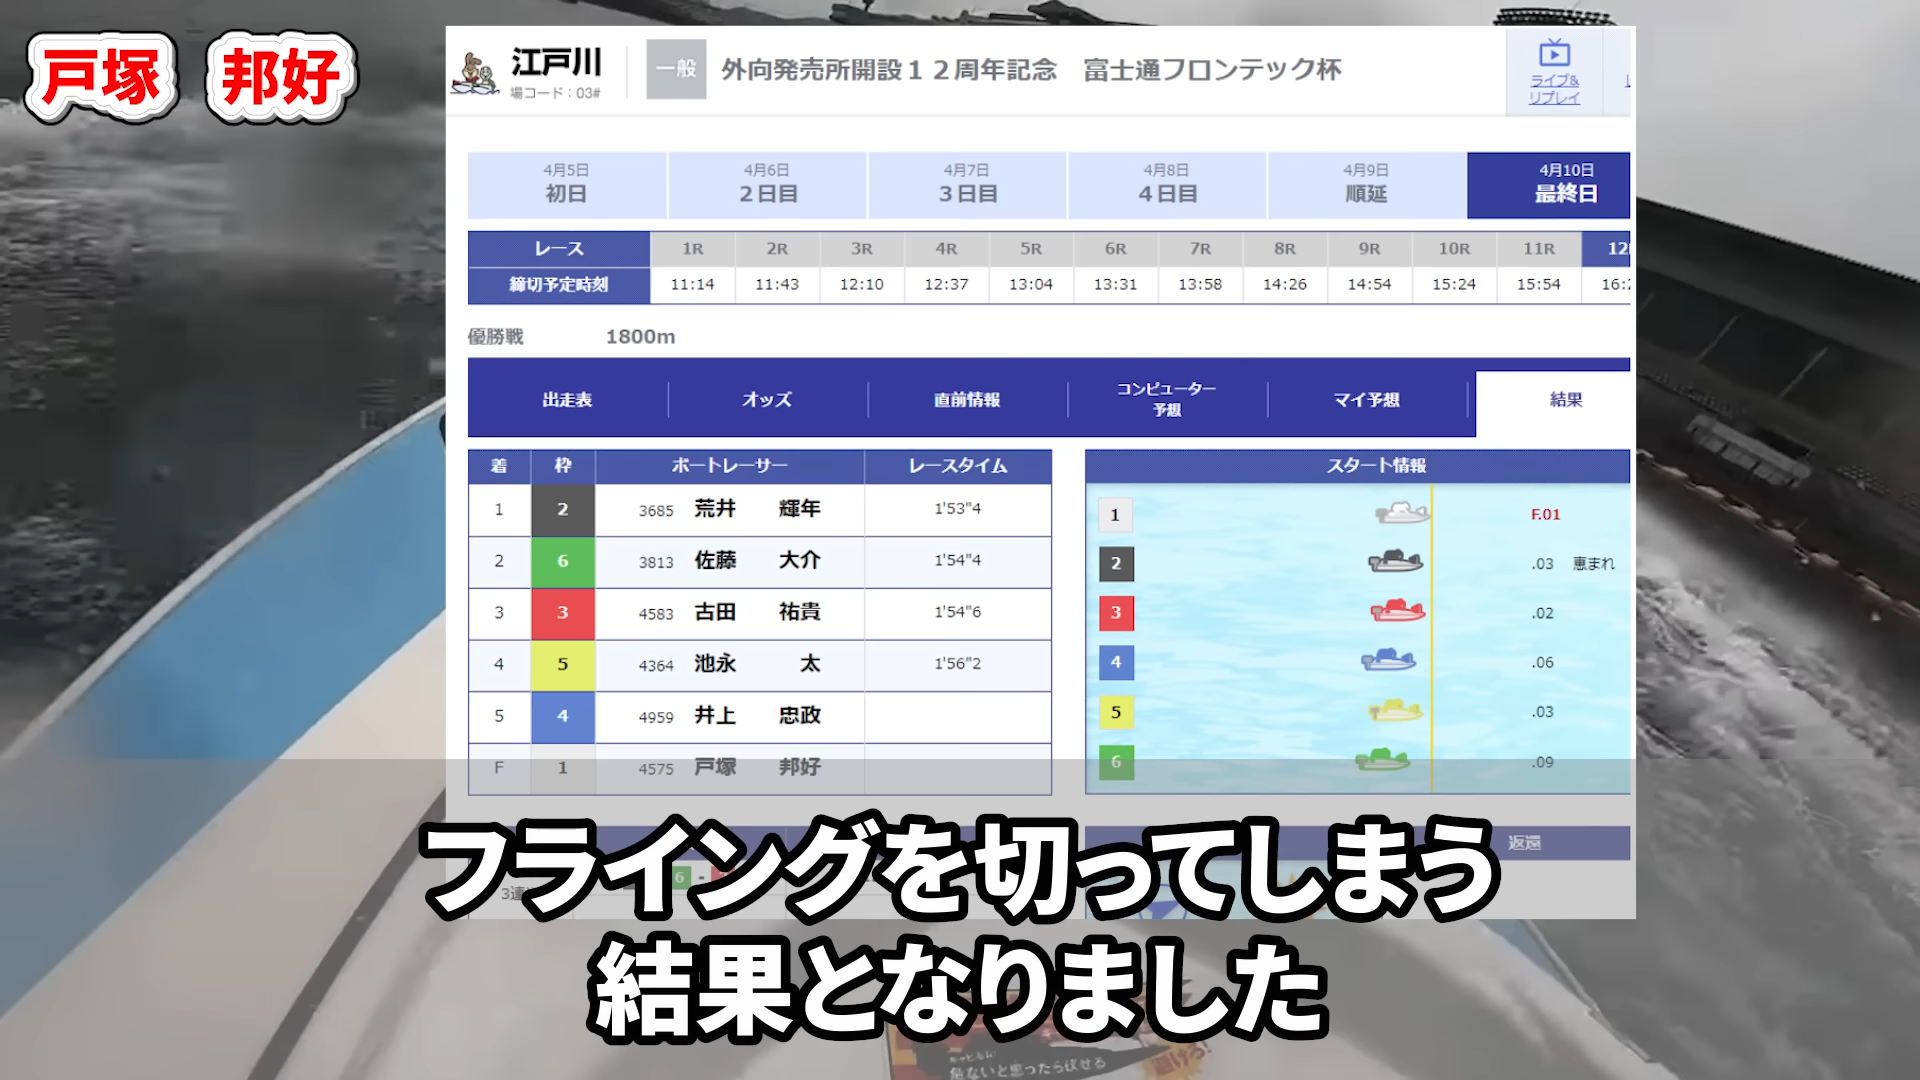 戸塚 邦好
江戸川
場コード：03#
一般
外向発売所開設１２周年記念 富士通フロンテック杯
ライブ&
リプレイ
4月5日 4月6日 4月7日 4月8日 4月9日 4月10日
初日 2日目 3日目 4日目 順延 最終日
レース 1R 2R 3R 4R 5R 6R 7R 8R 9R 10R 11R
締切予定時刻 11:14 11:43 12:10 12:37 13:04 13:31 13:58 14:26 14:54 15:24 15:54
優勝戦 1800m
出走表 オッズ 直前情報 コンピューター予想 マイ予想 結果
着 枠 ボートレーサー レースタイム
1 2 3685 荒井 輝年 1'53"4
2 6 3813 佐藤 大介 1'54"4
3 3 4583 古田 祐貴 1'54"6
4 5 4364 池永 太 1'56"2
5 4 4959 井上 忠政
F 1 4575 戸塚 邦好
スタート情報
1 F.01
2 .03 恵まれ
3 .02
4 .06
5 .03
6 .09
返還
フライングを切ってしまう
結果となりました
危ないと思ったらぼせる